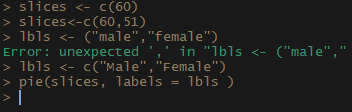 > slices <- c(60)
> slices<-c(60,51)
> lbls <- ("male","female")
Error: unexpected ',' in "lbls <- ("male","
> lbls <- c("Male","Female")
> pie(slices, labels = lbls )
>